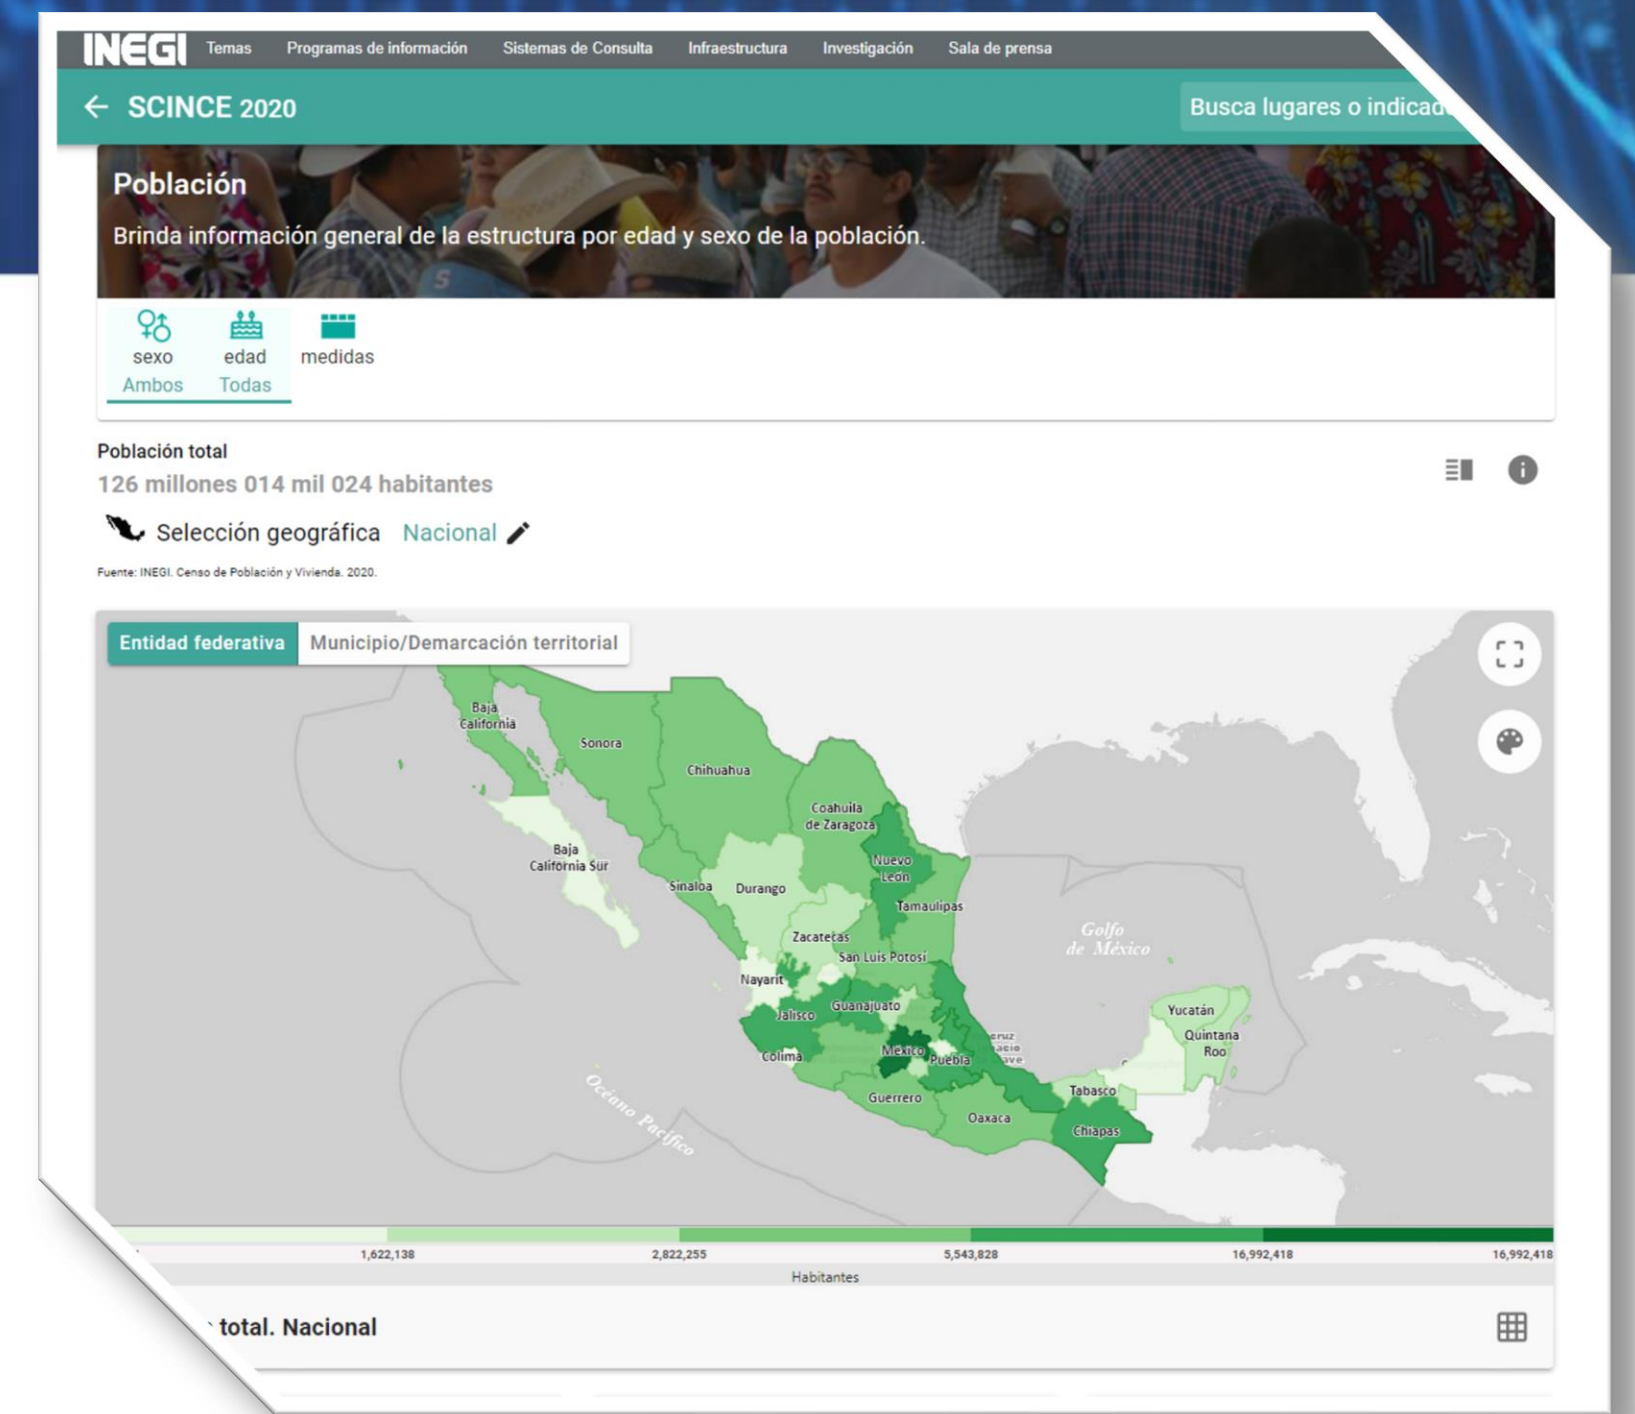 INEGI Temas Programas de información Sistemas de Consulta Infraestructura Investigación Sala de prensa
SCINCE 2020
Busca lugares o
Población
Brinda información general de la estructura por edad y sexo de la población.
S
sexo edad medidas
Ambos Todas
Población total
126 millones 014 mil 024 habitantes
Selección geográfica Nacional
Fuente: INEGI. Censo de Población y Vivienda. 2020.
Entidad federativa Municipio/Demarcación territorial
Baja
California
Sonora
Chihuahua
Coahuila
de Zaragoza
Baja
California Sur
Nuevo
León
Sinaloa
Durango
Tamaulipas
Zacatecas
San Luis Potosí
Golfo
de México
Nayarit
Guanajuato
Jalisco
Yucatán
Quintana
Roo
México
Puebla
Colima
Tabasco
Guerrero
Oaxaca
Chiapas
Océano Pacífico
1,622,138 2,822,255 5,543,828 16,992,418 16,992,418
Habitantes
total. Nacional